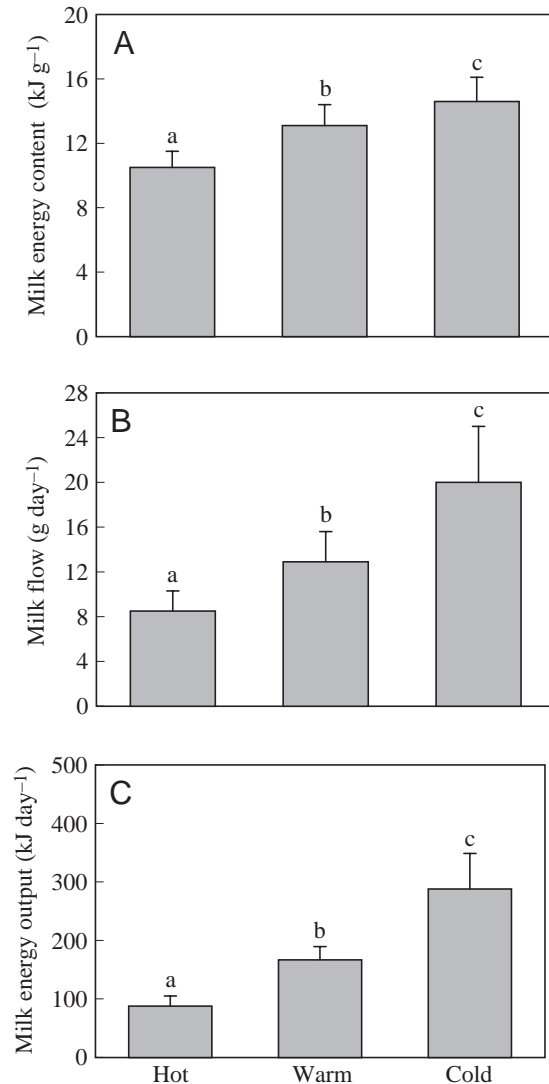 A
Milk energy content (kJ g⁻¹)
20
16
12
8
4
0
a
b
c
B
Milk flow (g day⁻¹)
28
24
20
16
12
8
4
0
a
b
c
C
Milk energy output (kJ day⁻¹)
500
400
300
200
100
0
a
b
c
Hot Warm Cold